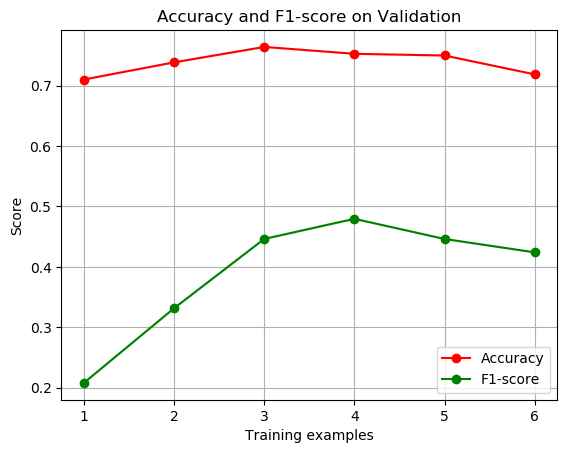 Accuracy and F1-score on Validation
Score
0.7
0.6
0.5
0.4
0.3
0.2
1 2 3 4 5 6
Training examples
Accuracy
F1-score